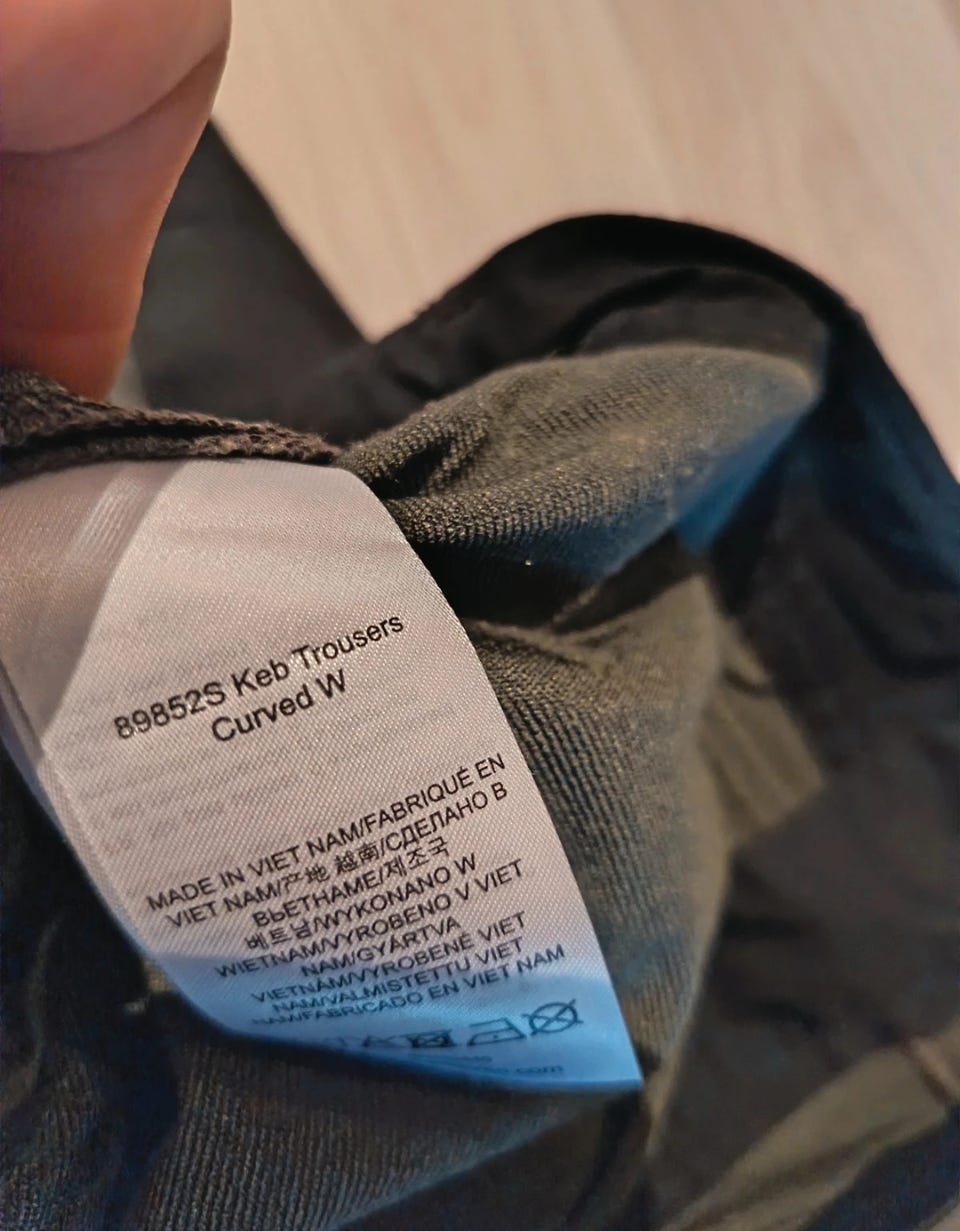 89852S Keb Trousers
Curved W
MADE IN VIET NAM/FABRIQUÉ EN
VIET NAM/产地 越南/СДЕЛАНО В
ВЬЕТНАМЕ/제조국
베트남/WYKONANO W
WIETNAM/VYROBENO V VIET
NAM/GYÁRTVA
VIETNÁM/VYROBENÉ VIET
NAM/VALMISTETTU VIET
NAM/FABRICADO EN VIET NAM
.com